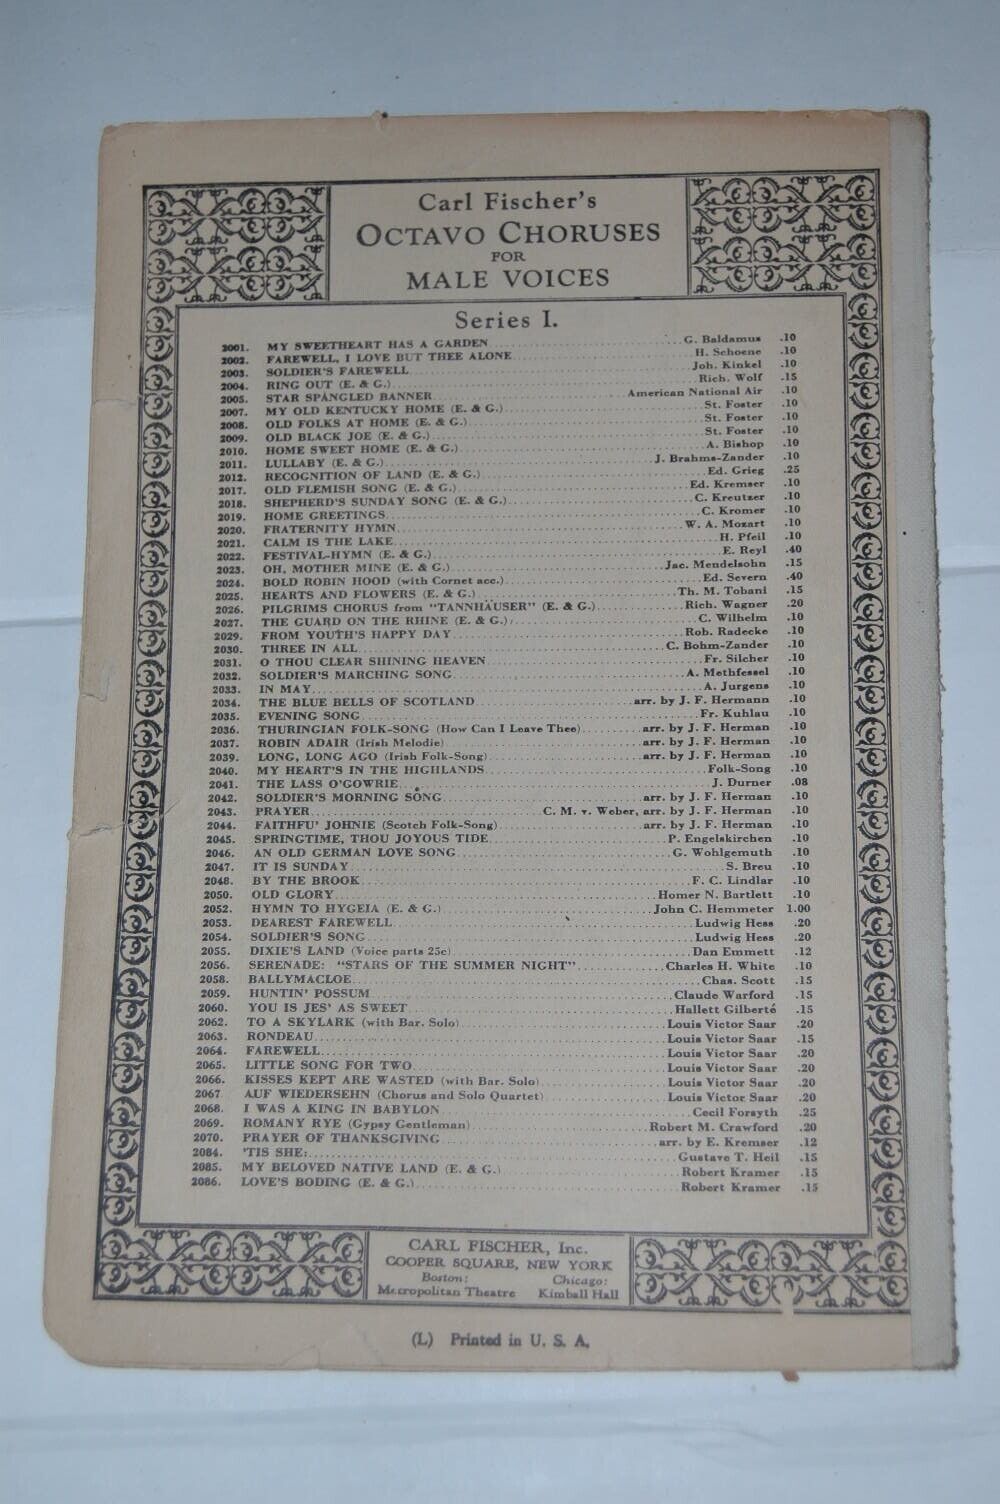 Carl Fischer's
OCTAVO CHORUSES
FOR
MALE VOICES
Series I.
2001. MY SWEETHEART HAS A GARDEN G. Baldamus .10
2002. FAREWELL, I LOVE BUT THEE ALONE H. Schoene .10
2003. SOLDIER'S FAREWELL Joh. Kinkel .10
2004. RING OUT (E. & G.) Rich. Wolf .15
2005. STAR SPANGLED BANNER American National Air .10
2007. MY OLD KENTUCKY HOME (E. & G.) St. Foster .10
2008. OLD FOLKS AT HOME (E. & G.) St. Foster .10
2009. OLD BLACK JOE (E. & G.) St. Foster .10
2010. HOME SWEET HOME (E. & G.) A. Bishop .10
2011. LULLABY (E. & G.) J. Brahms-Zander .10
2012. RECOGNITION OF LAND (E. & G.) Ed. Grieg .25
2017. OLD FLEMISH SONG (E. & G.) Ed. Kremser .10
2018. SHEPHERD'S SUNDAY SONG (E. & G.) C. Kreutzer .10
2019. HOME GREETINGS C. Kromer .10
2020. FRATERNITY HYMN W. A. Mozart .10
2021. CALM IS THE LAKE H. Pfeil .10
2022. FESTIVAL-HYMN (E. & G.) E. Reyl .40
2023. OH, MOTHER MINE (E. & G.) Jac. Mendelsohn .15
2024. BOLD ROBIN HOOD (with Cornet acc.) Ed. Severn .40
2025. HEARTS AND FLOWERS (E. & G.) Th. M. Tobani .15
2026. PILGRIMS CHORUS from "TANNHÄUSER" (E. & G.) Rich. Wagner .20
2027. THE GUARD ON THE RHINE (E. & G.) C. Wilhelm .10
2029. FROM YOUTH'S HAPPY DAY Rob. Radecke .10
2030. THREE IN ALL C. Bohm-Zander .10
2031. O THOU CLEAR SHINING HEAVEN Fr. Silcher .10
2032. SOLDIER'S MARCHING SONG A. Methfessel .10
2033. IN MAY A. Jurgens .10
2034. THE BLUE BELLS OF SCOTLAND arr. by J. F. Hermann .10
2035. EVENING SONG Fr. Kuhlau .10
2036. THURINGIAN FOLK-SONG (How Can I Leave Thee) arr. by J. F. Herman .10
2037. ROBIN ADAIR (Irish Melodie) arr. by J. F. Herman .10
2039. LONG, LONG AGO (Irish Folk-Song) arr. by J. F. Herman .10
2040. MY HEART'S IN THE HIGHLANDS Folk-Song .10
2041. THE LASS O'GOWRIE J. Durner .08
2042. SOLDIER'S MORNING SONG arr. by J. F. Herman .10
2043. PRAYER C. M. v. Weber, arr. by J. F. Herman .10
2044. FAITHFU' JOHNIE (Scotch Folk-Song) arr. by J. F. Herman .10
2045. SPRINGTIME, THOU JOYOUS TIDE P. Engelskirchen .10
2046. AN OLD GERMAN LOVE SONG G. Wohlgemuth .10
2047. IT IS SUNDAY S. Breu .10
2048. BY THE BROOK F. C. Lindlar .10
2050. OLD GLORY Homer N. Bartlett .10
2052. HYMN TO HYGEIA (E. & G.) John C. Hemmeter 1.00
2053. DEAREST FAREWELL Ludwig Hess .20
2054. SOLDIER'S SONG Ludwig Hess .20
2055. DIXIE'S LAND (Voice parts 25c) Dan Emmett .12
2056. SERENADE: "STARS OF THE SUMMER NIGHT" Charles H. White .10
2058. BALLYMACLOE Chas. Scott .15
2059. HUNTIN' POSSUM Claude Warford .15
2060. YOU IS JES' AS SWEET Hallett Gilberté .15
2062. TO A SKYLARK (with Bar. Solo) Louis Victor Saar .20
2063. RONDEAU Louis Victor Saar .15
2064. FAREWELL Louis Victor Saar .20
2065. LITTLE SONG FOR TWO Louis Victor Saar .20
2066. KISSES KEPT ARE WASTED (with Bar. Solo) Louis Victor Saar .20
2067 AUF WIEDERSEHN (Chorus and Solo Quartet) Louis Victor Saar .20
2068. I WAS A KING IN BABYLON Cecil Forsyth .25
2069. ROMANY RYE (Gypsy Gentleman) Robert M. Crawford .20
2070. PRAYER OF THANKSGIVING arr. by E. Kremser .12
2084. 'TIS SHE: Gustave T. Heil .15
2085. MY BELOVED NATIVE LAND (E. & G.) Robert Kramer .15
2086. LOVE'S BODING (E. & G.) Robert Kramer .15
CARL FISCHER, Inc.
COOPER SQUARE, NEW YORK
Boston: Chicago:
Metropolitan Theatre Kimball Hall
(L) Printed in U. S. A.